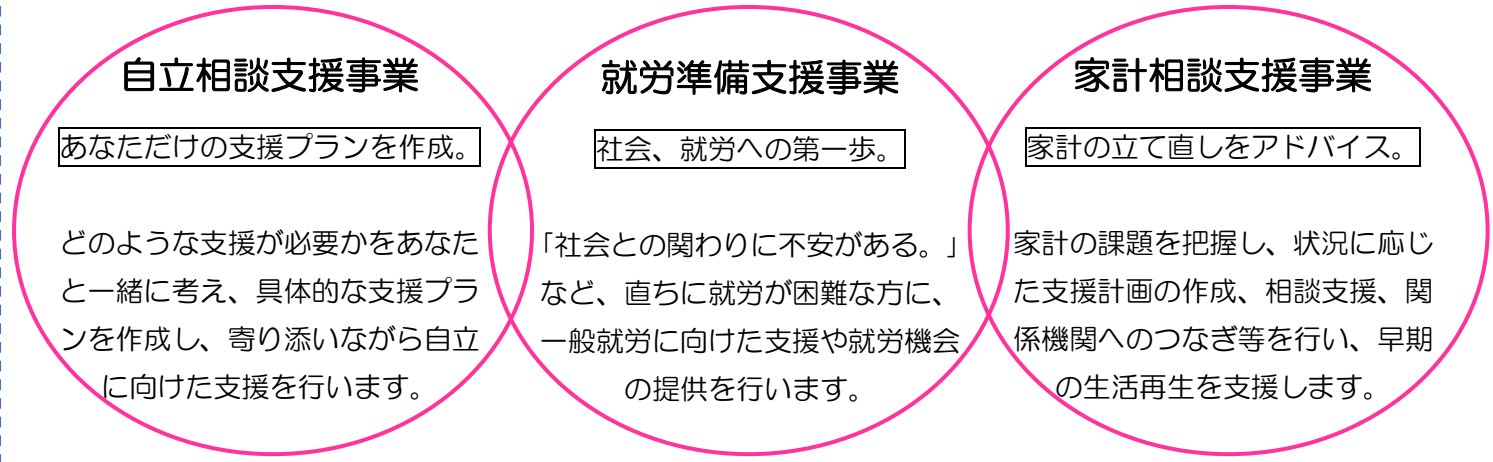 自立相談支援事業
あなただけの支援プランを作成。
どのような支援が必要かをあなた
と一緒に考え、具体的な支援プラ
ンを作成し、寄り添いながら自立
に向けた支援を行います。
就労準備支援事業
社会、就労への第一歩。
「社会との関わりに不安がある。」
など、直ちに就労が困難な方に、
一般就労に向けた支援や就労機会
の提供を行います。
家計相談支援事業
家計の立て直しをアドバイス。
家計の課題を把握し、状況に応じ
た支援計画の作成、相談支援、関
係機関へのつなぎ等を行い、早期
の生活再生を支援します。